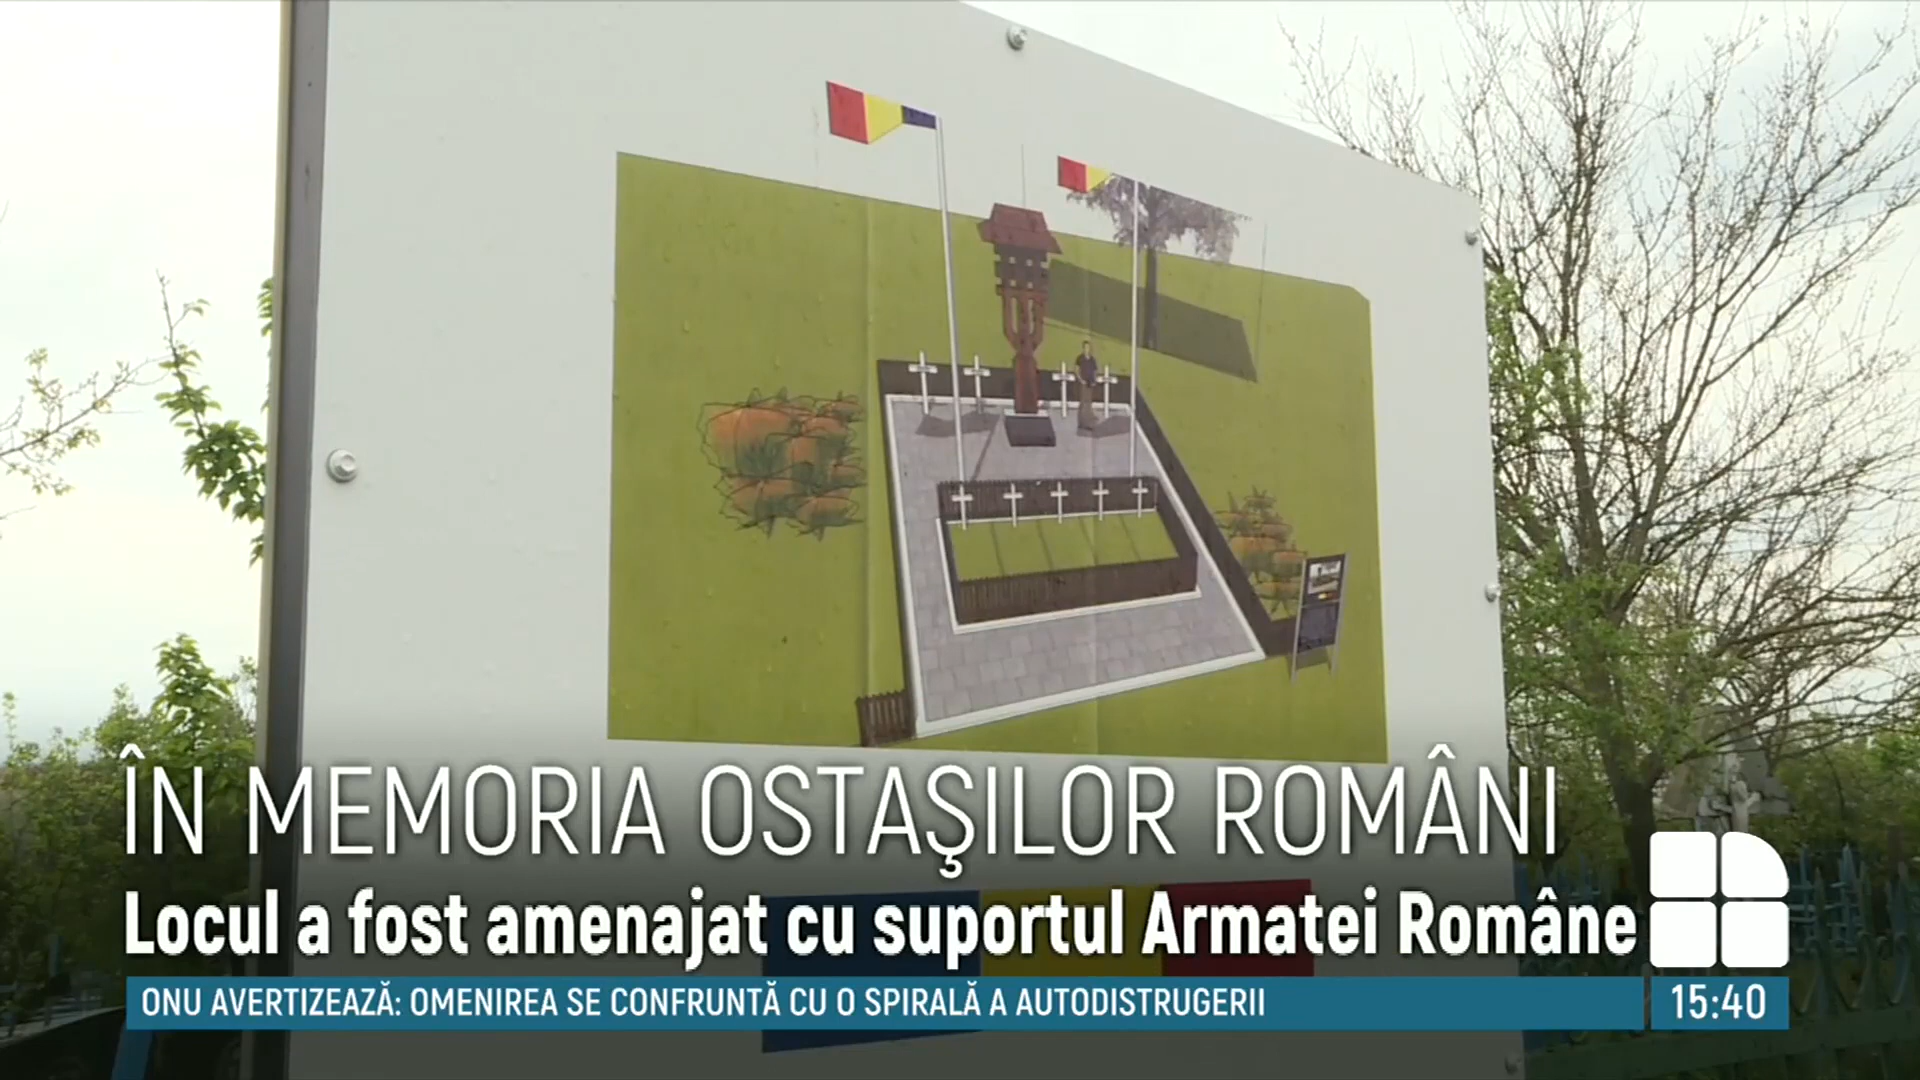 ÎN MEMORIA OSTAŞILOR ROMÂNI
Locul a fost amenajat cu suportul Armatei Române
ONU AVERTIZEAZĂ: OMENIREA SE CONFRUNTĂ CU O SPIRALĂ A AUTODISTRUGERII
15:40